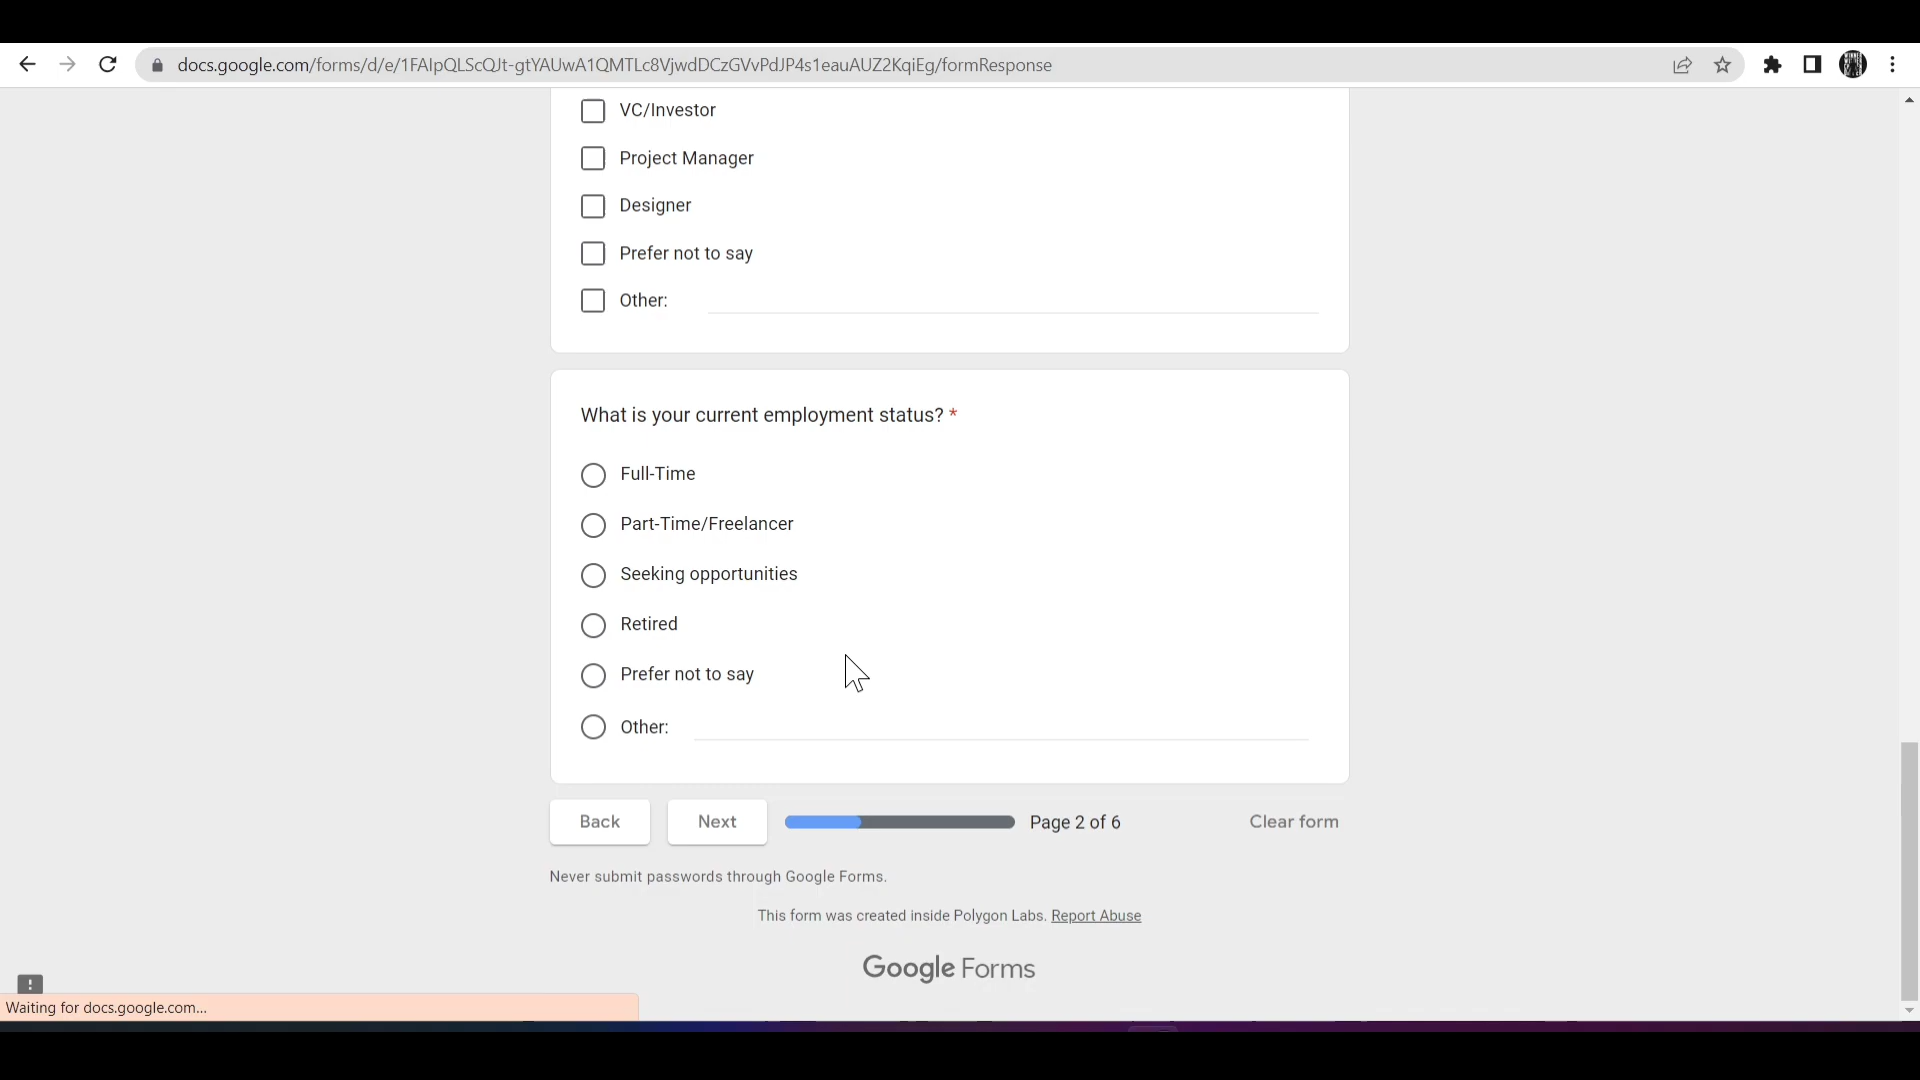 docs.google.com/forms/d/e/1FAIpQLScQJt-gtYAUwA1QMTLc8VjwdDCzGVvPdJP4s1eauAUZ2KqiEg/formResponse
VC/Investor
Project Manager
Designer
Prefer not to say
Other:
What is your current employment status? *
Full-Time
Part-Time/Freelancer
Seeking opportunities
Retired
Prefer not to say
Other:
Back Next Page 2 of 6 Clear form
Never submit passwords through Google Forms.
This form was created inside Polygon Labs. Report Abuse
Google Forms
!
Waiting for docs.google.com...